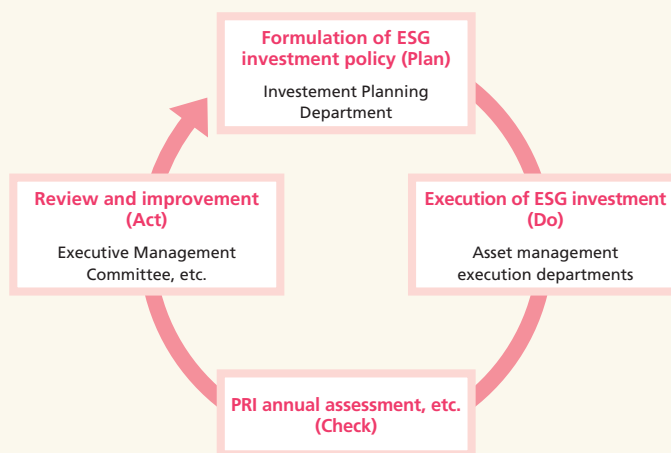 Formulation of ESG
investment policy (Plan)
Investement Planning
Department
Review and improvement
(Act)
Executive Management
Committee, etc.
Execution of ESG investment
(Do)
Asset management
execution departments
PRI annual assessment, etc.
(Check)